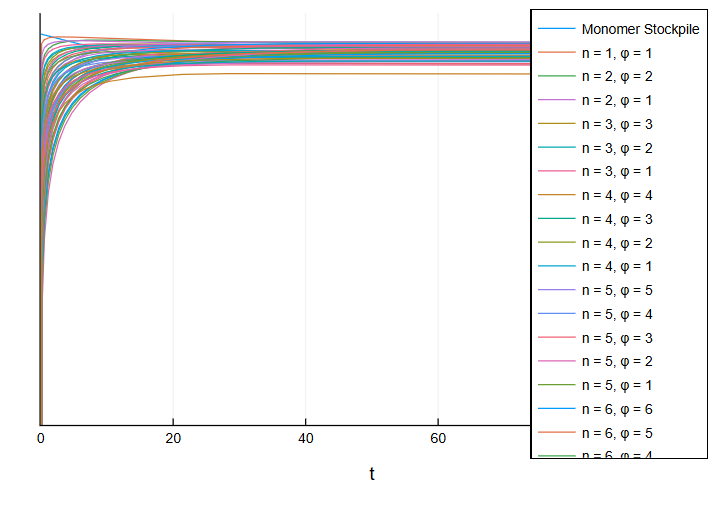 Monomer Stockpile
n = 1, φ = 1
n = 2, φ = 2
n = 2, φ = 1
n = 3, φ = 3
n = 3, φ = 2
n = 3, φ = 1
n = 4, φ = 4
n = 4, φ = 3
n = 4, φ = 2
n = 4, φ = 1
n = 5, φ = 5
n = 5, φ = 4
n = 5, φ = 3
n = 5, φ = 2
n = 5, φ = 1
n = 6, φ = 6
n = 6, φ = 5
n = 6, φ = 4
0 20 40 60
t